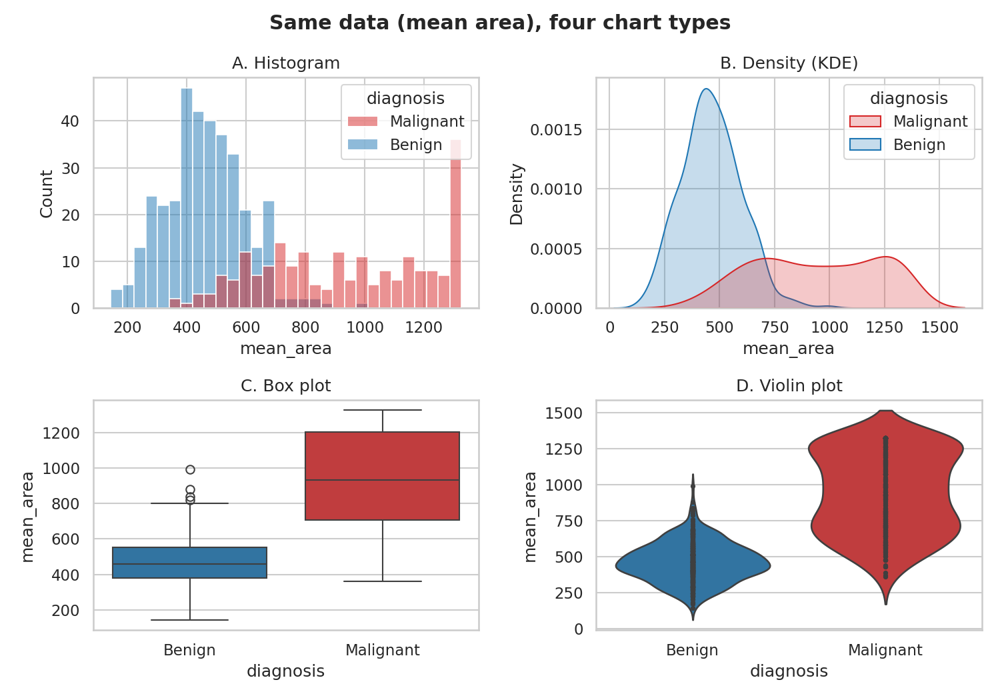 Same data (mean area), four chart types
A. Histogram
Count
40
30
20
10
0
200 400 600 800 1000 1200
mean_area
diagnosis
Malignant
Benign
B. Density (KDE)
Density
0.0015
0.0010
0.0005
0.0000
0 250 500 750 1000 1250 1500
mean_area
diagnosis
Malignant
Benign
C. Box plot
mean_area
1200
1000
800
600
400
200
Benign Malignant
diagnosis
D. Violin plot
mean_area
1500
1250
1000
750
500
250
0
Benign Malignant
diagnosis